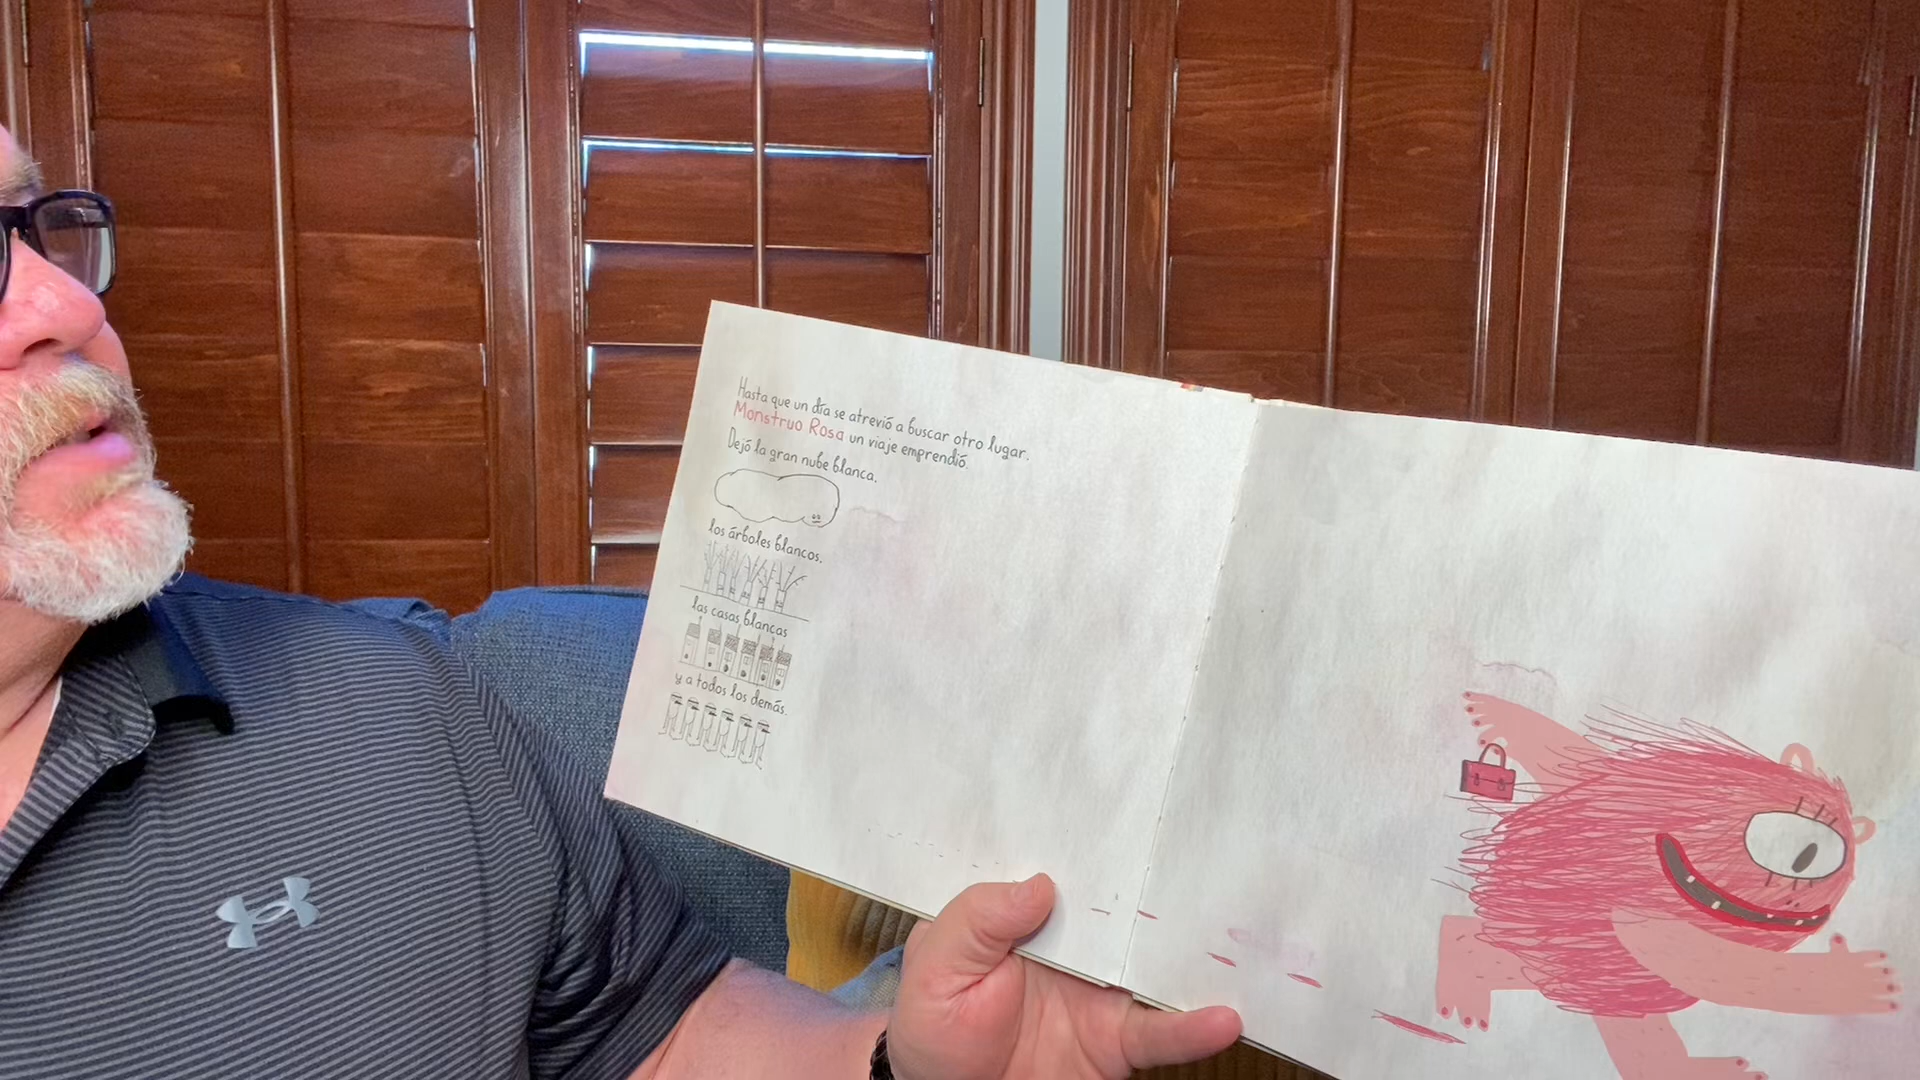 Hasta que un día se atrevió a buscar otro lugar.
Monstruo Rosa un viaje emprendió.
Dejó la gran nube blanca.
los árboles blancos.
las casas blancas
y a todos los demás.